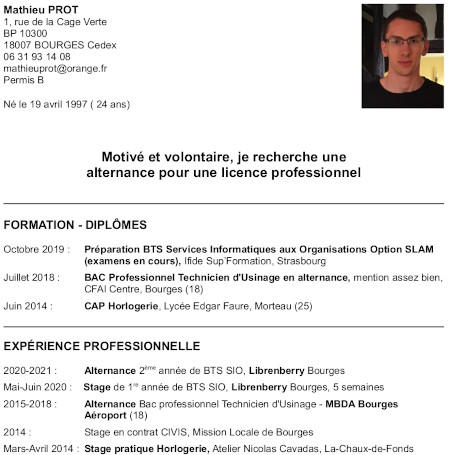 Mathieu PROT
1, rue de la Cage Verte
BP 10300
18007 BOURGES Cedex
06 31 93 14 08
mathieuprot@orange.fr
Permis B
Né le 19 avril 1997 ( 24 ans)
Motivé et volontaire, je recherche une
alternance pour une licence professionnel
FORMATION - DIPLÔMES
Octobre 2019 : Préparation BTS Services Informatiques aux Organisations Option SLAM
(examens en cours), Ifide Sup'Formation, Strasbourg
Juillet 2018 : BAC Professionnel Technicien d'Usinage en alternance, mention assez bien,
CFAI Centre, Bourges (18)
Juin 2014 : CAP Horlogerie, Lycée Edgar Faure, Morteau (25)
EXPÉRIENCE PROFESSIONNELLE
2020-2021 : Alternance 2ème année de BTS SIO, Librenberry Bourges
Mai-Juin 2020 : Stage de 1re année de BTS SIO, Librenberry Bourges, 5 semaines
2015-2018 : Alternance Bac professionnel Technicien d'Usinage - MBDA Bourges
Aéroport (18)
2014 : Stage en contrat CIVIS, Mission Locale de Bourges
Mars-Avril 2014 : Stage pratique Horlogerie, Atelier Nicolas Cavadas, La-Chaux-de-Fonds